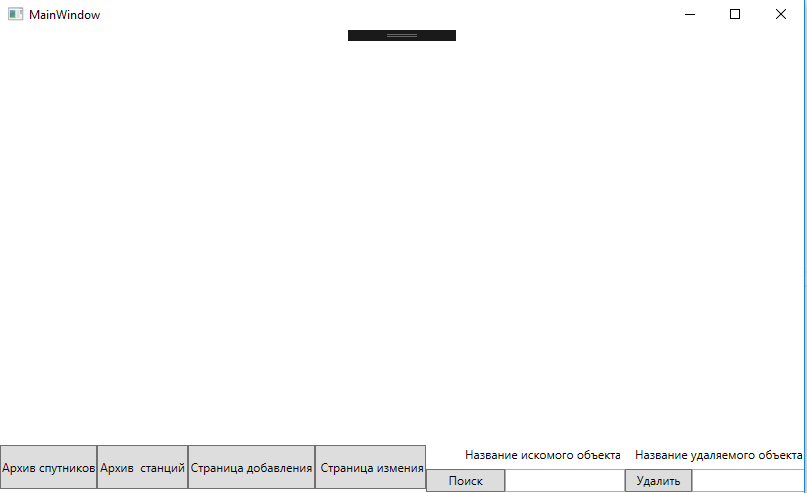 MainWindow
Название искомого объекта
Название удаляемого объекта
Архив спутников
Архив  станций
Страница добавления
Страница измения
Поиск
Удалить